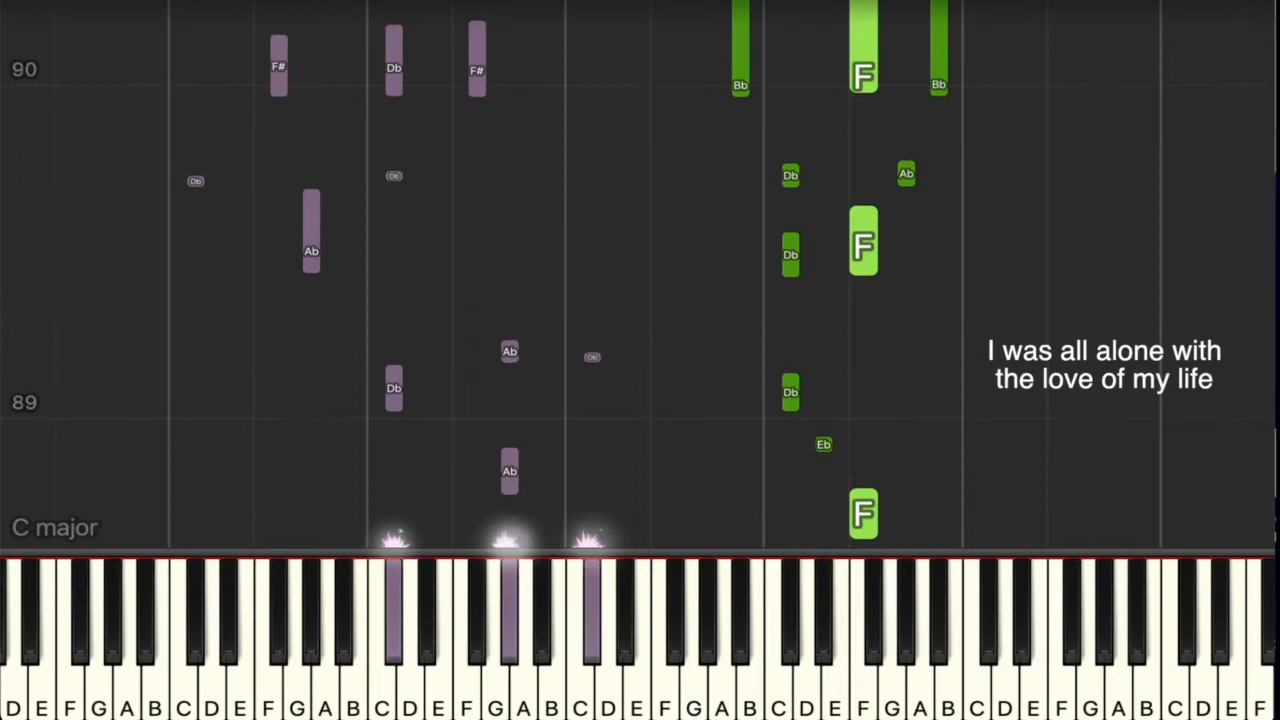 90
F# Db F# Bb F Bb
Db Db Db Ab
Ab Db F
I was all alone with
the love of my life
Ab Db
Db Db
89
Eb
Ab
F
C major
D E F G A B C D E F G A B C D E F G A B C D E F G A B C D E F G A B C D E F G A B C D E F